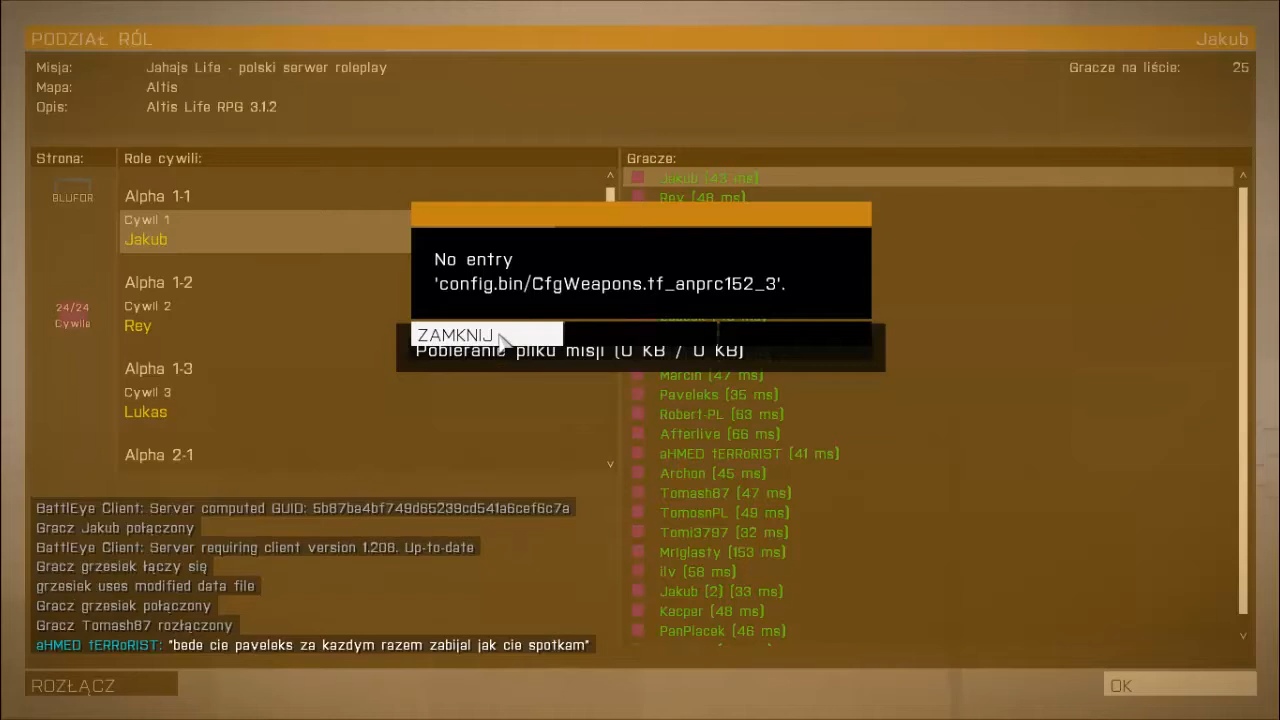 PODZIAŁ RÓL
Jakub
Misja: Jahajs Life - polski serwer roleplay
Gracze na liście: 25
Mapa: Altis
Opis: Altis Life RPG 3.1.2
Strona:
Role cywili:
Gracze:
BLUFOR
24/24
Cywile
Alpha 1-1
Cywil 1
Jakub
Alpha 1-2
Cywil 2
Rey
Alpha 1-3
Cywil 3
Lukas
Alpha 2-1
Jakub (43 ms)
Rey (48 ms)
No entry
'config.bin/CfgWeapons.tf_anprc152_3'.
ZAMKNIJ
Pobieranie pliku misji (0 KB / 0 KB)
Marcin (47 ms)
Paveleks (35 ms)
Robert-PL (63 ms)
Afterlive (66 ms)
aHMED tERRoRIST (41 ms)
Archon (45 ms)
Tomash87 (47 ms)
TomosnPL (49 ms)
Tomi3797 (32 ms)
MrIglasty (153 ms)
ilv (58 ms)
Jakub (2) (33 ms)
Kacper (48 ms)
PanPlacek (46 ms)
BattlEye Client: Server computed GUID: 5b87ba4bf749d65239cd541a6cef6c7a
Gracz Jakub połączony
BattlEye Client: Server requiring client version 1.208. Up-to-date
Gracz grzesiek łączy się
grzesiek uses modified data file
Gracz grzesiek połączony
Gracz Tomash87 rozłączony
aHMED tERRoRIST: "bede cie paveleks za kazdym razem zabijal jak cie spotkam"
ROZŁĄCZ
OK